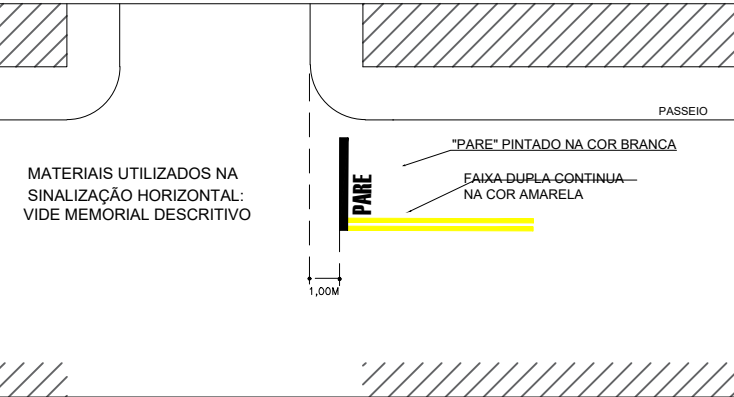 PASSEIO
"PARE" PINTADO NA COR BRANCA
MATERIAIS UTILIZADOS NA
SINALIZAÇÃO HORIZONTAL:
VIDE MEMORIAL DESCRITIVO
FAIXA DUPLA CONTINUA
NA COR AMARELA
PARE
1,00M